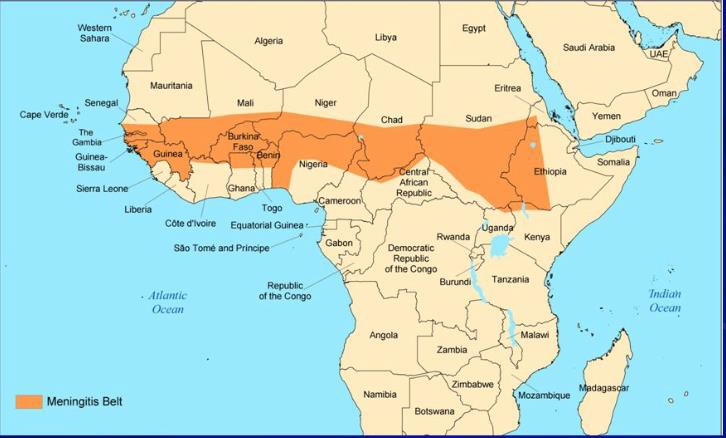 Western
Sahara
Algeria
Libya
Egypt
Saudi Arabia
UAE
Oman
Mauritania
Mali
Niger
Chad
Sudan
Eritrea
Yemen
Senegal
Cape Verde
The
Gambia
Guinea-
Bissau
Guinea
Burkina
Faso
Benin
Nigeria
Djibouti
Somalia
Ethiopia
Central
African
Republic
Sierra Leone
Liberia
Côte d'Ivoire
Ghana
Togo
Cameroon
Equatorial Guinea
São Tomé and Principe
Gabon
Republic
of the Congo
Democratic
Republic
of the Congo
Rwanda
Uganda
Kenya
Burundi
Tanzania
Atlantic
Ocean
Indian
Ocean
Angola
Zambia
Malawi
Zimbabwe
Mozambique
Madagascar
Namibia
Botswana
Meningitis Belt